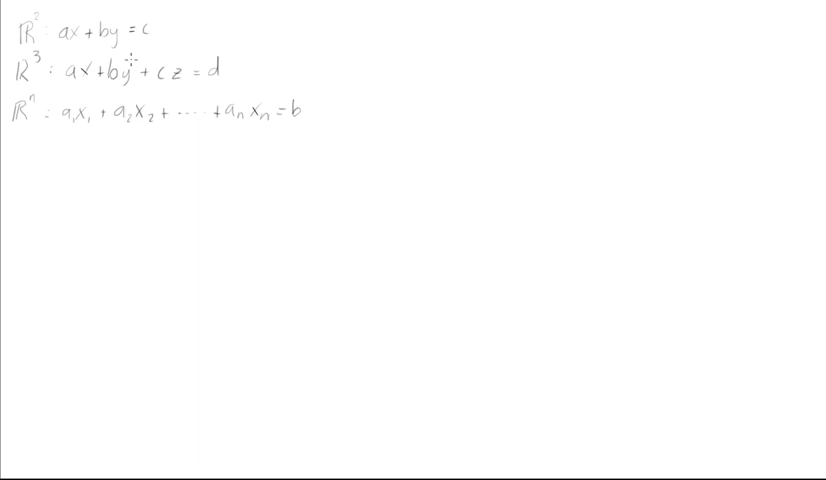 ℝ² : ax + by = c
ℝ³ : ax + by + cz = d
ℝⁿ : a₁x₁ + a₂x₂ + ····· + aₙxₙ = b